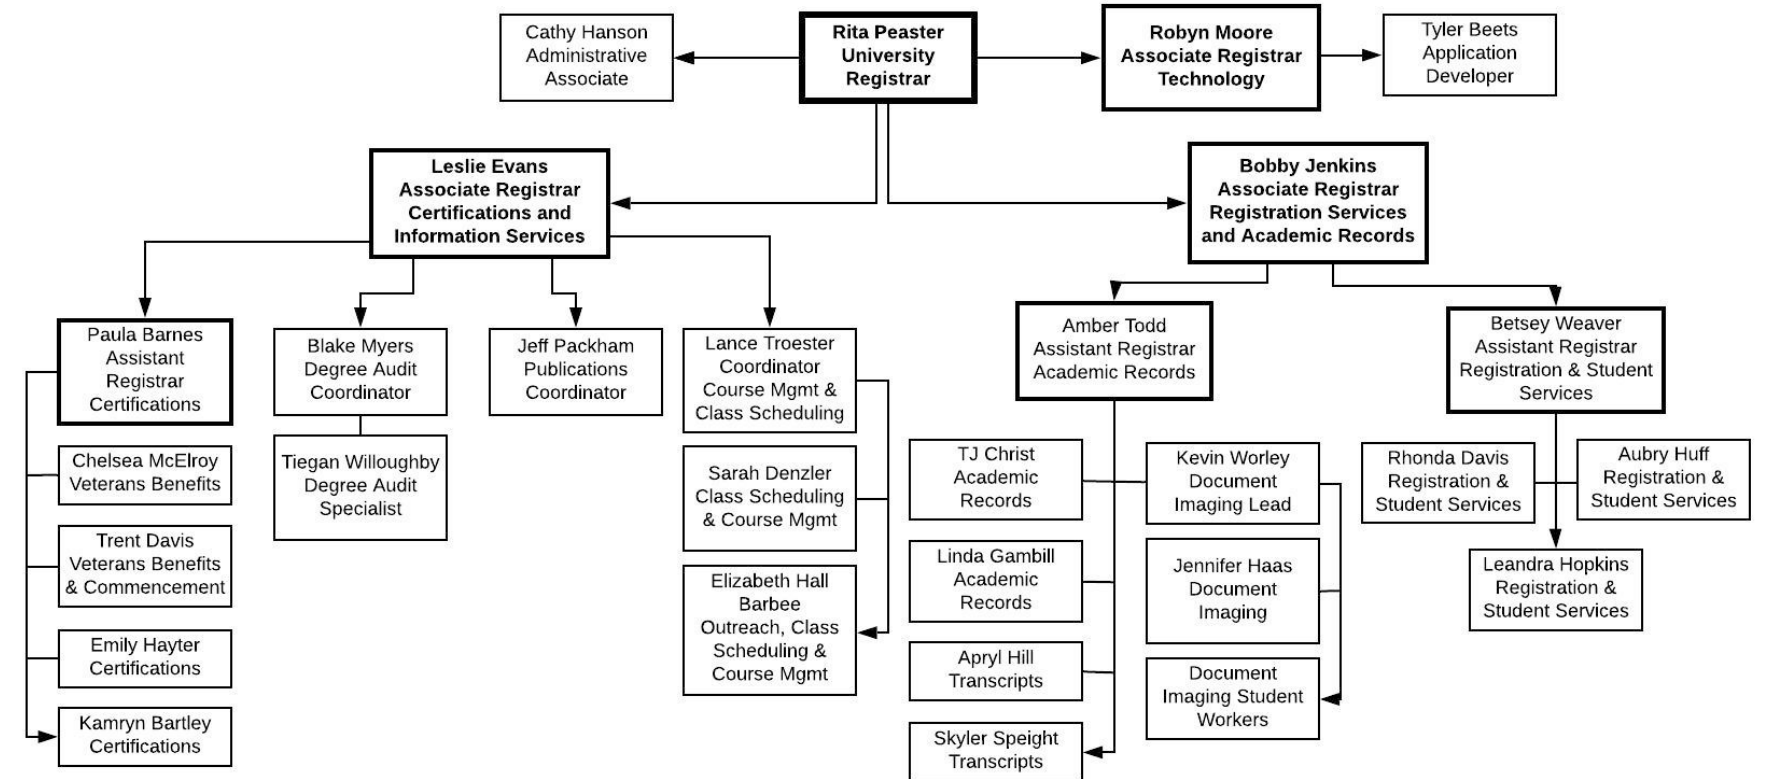 Cathy Hanson
Administrative
Associate
Rita Peaster
University
Registrar
Robyn Moore
Associate Registrar
Technology
Tyler Beets
Application
Developer
Leslie Evans
Associate Registrar
Certifications and
Information Services
Bobby Jenkins
Associate Registrar
Registration Services
and Academic Records
Paula Barnes
Assistant
Registrar
Certifications
Chelsea McElroy
Veterans Benefits
Trent Davis
Veterans Benefits
& Commencement
Emily Hayter
Certifications
Kamryn Bartley
Certifications
Blake Myers
Degree Audit
Coordinator
Tiegan Willoughby
Degree Audit
Specialist
Jeff Packham
Publications
Coordinator
Lance Troester
Coordinator
Course Mgmt &
Class Scheduling
Sarah Denzler
Class Scheduling
& Course Mgmt
Elizabeth Hall
Barbee
Outreach, Class
Scheduling &
Course Mgmt
Amber Todd
Assistant Registrar
Academic Records
TJ Christ
Academic
Records
Linda Gambill
Academic
Records
Apryl Hill
Transcripts
Skyler Speight
Transcripts
Kevin Worley
Document
Imaging Lead
Jennifer Haas
Document
Imaging
Document
Imaging Student
Workers
Betsey Weaver
Assistant Registrar
Registration & Student
Services
Rhonda Davis
Registration &
Student Services
Aubry Huff
Registration &
Student Services
Leandra Hopkins
Registration &
Student Services